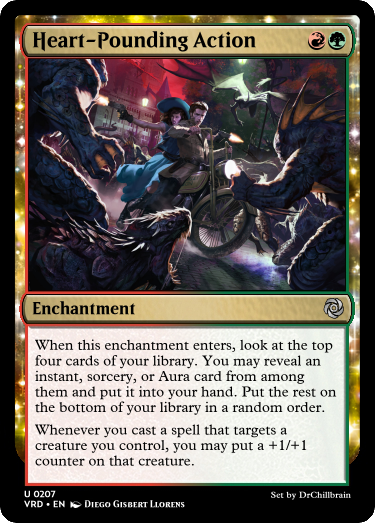 Heart-Pounding Action
Enchantment
When this enchantment enters, look at the top
four cards of your library. You may reveal an
instant, sorcery, or Aura card from among
them and put it into your hand. Put the rest on
the bottom of your library in a random order.
Whenever you cast a spell that targets a
creature you control, you may put a +1/+1
counter on that creature.
U 0207
VRD • EN Diego Gisbert Llorens
Set by DrChillbrain